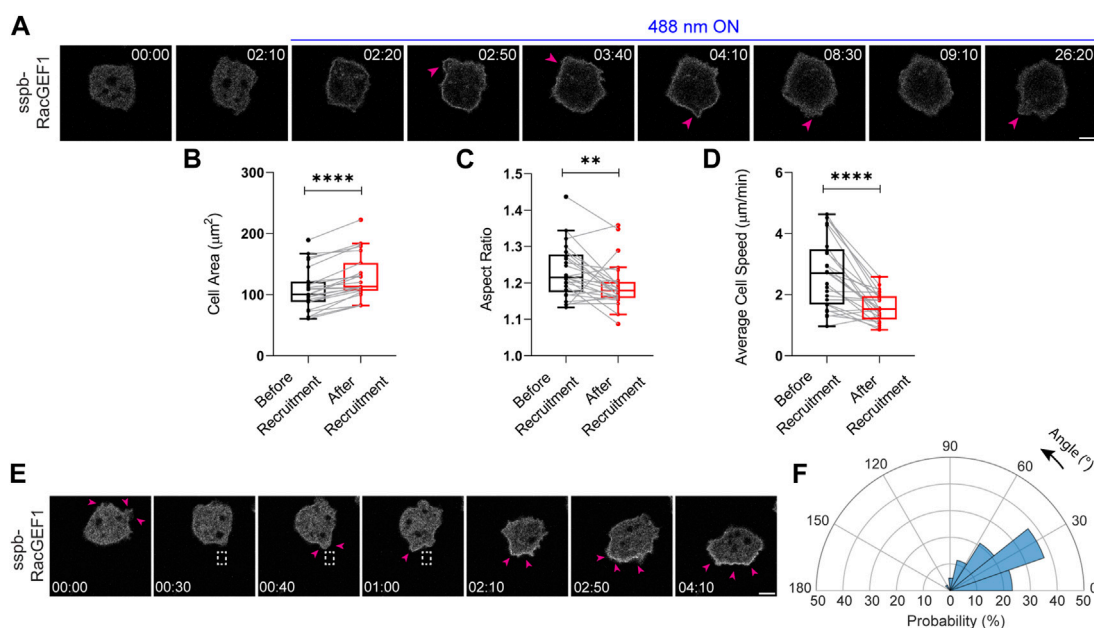 A
488 nm ON
sspb-
RacGEF1
00:00
02:10
02:20
02:50
03:40
04:10
08:30
09:10
26:20
B
Cell Area (μm²)
300
200
100
0
****
Before
Recruitment
After
Recruitment
C
Aspect Ratio
1.5
1.4
1.3
1.2
1.1
1.0
**
Before
Recruitment
After
Recruitment
D
Average Cell Speed (μm/min)
6
4
2
0
****
Before
Recruitment
After
Recruitment
E
sspb-
RacGEF1
00:00
00:30
00:40
01:00
02:10
02:50
04:10
F
Angle (°)
90
120
60
150
30
180
0
50 40 30 20 10 0 10 20 30 40 50
Probability (%)